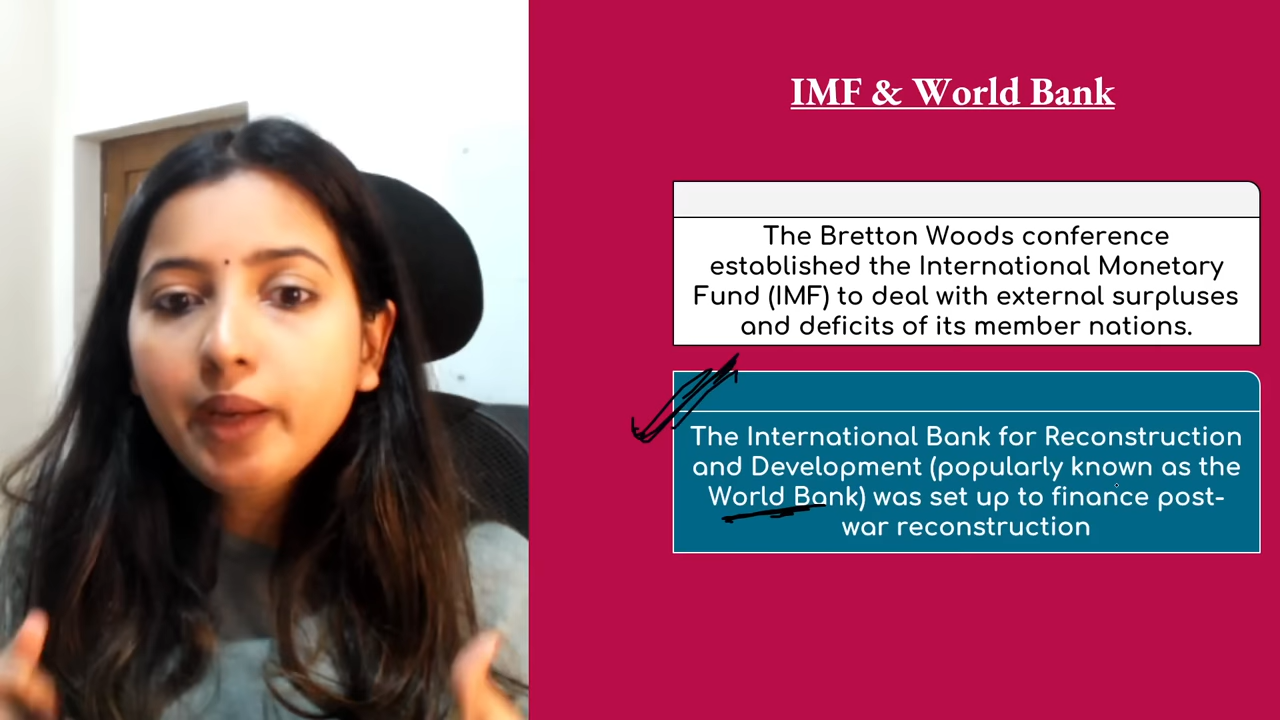 IMF & World Bank
The Bretton Woods conference
established the International Monetary
Fund (IMF) to deal with external surpluses
and deficits of its member nations.
The International Bank for Reconstruction
and Development (popularly known as the
World Bank) was set up to finance post-
war reconstruction